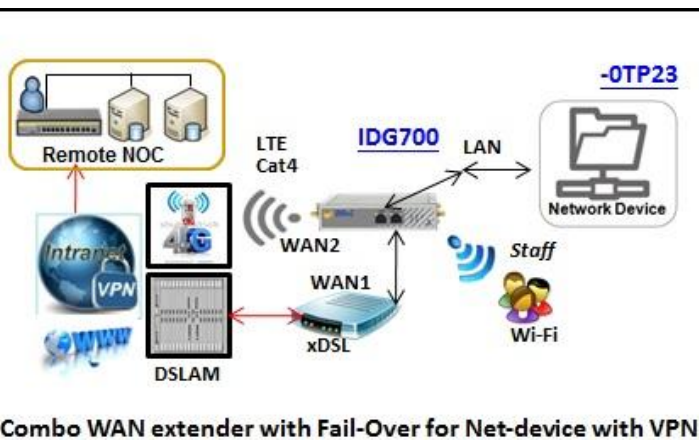 -0TP23
Remote NOC
LTE
Cat4
IDG700
LAN
Network Device
4G
WAN2
Intranet
VPN
Staff
WAN1
www
xDSL
Wi-Fi
DSLAM
Combo WAN extender with Fail-Over for Net-device with VPN